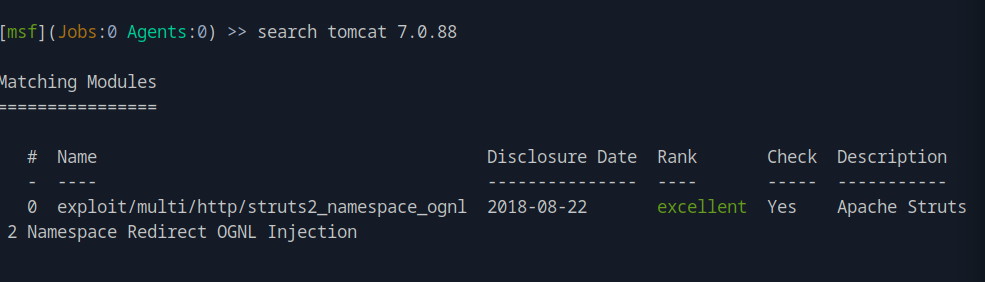 [msf](Jobs:0 Agents:0) >> search tomcat 7.0.88
Matching Modules
================
#  Name                                     Disclosure Date  Rank       Check  Description
-  ----                                     ---------------  ----       -----  -----------
0  exploit/multi/http/struts2_namespace_ognl  2018-08-22       excellent  Yes    Apache Struts
2 Namespace Redirect OGNL Injection